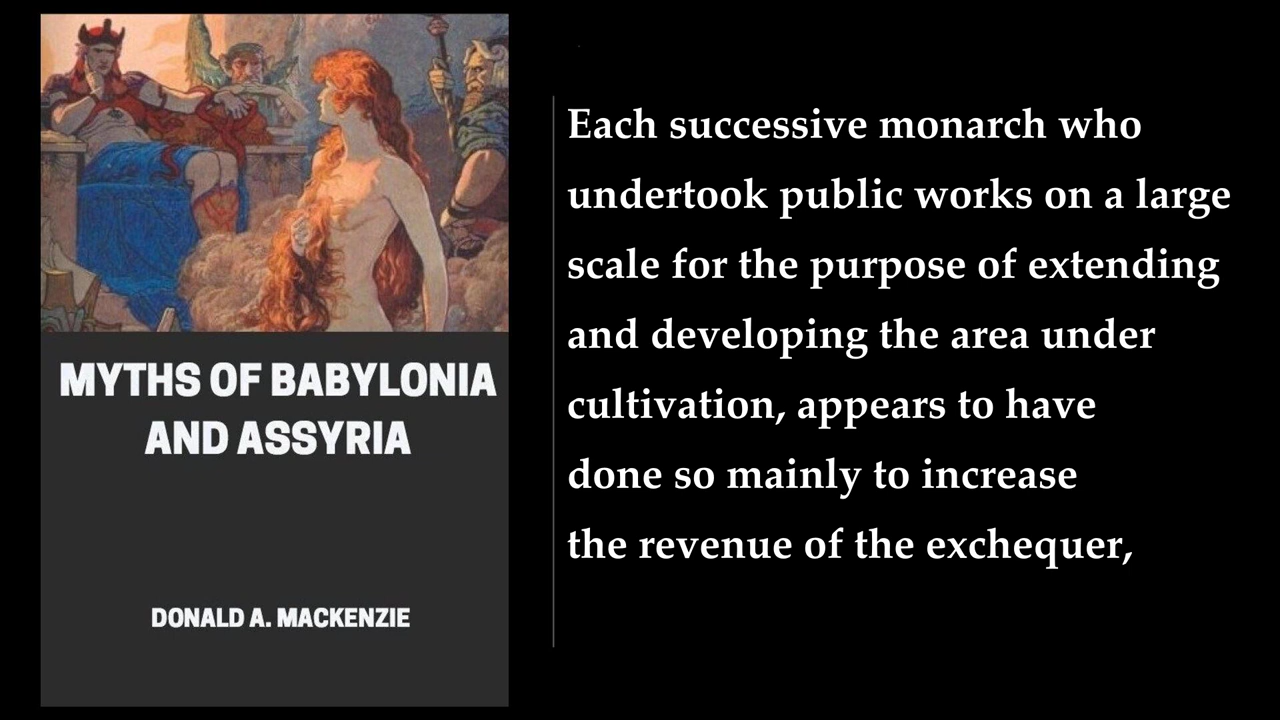 MYTHS OF BABYLONIA
AND ASSYRIA
DONALD A. MACKENZIE
Each successive monarch who
undertook public works on a large
scale for the purpose of extending
and developing the area under
cultivation, appears to have
done so mainly to increase
the revenue of the exchequer,